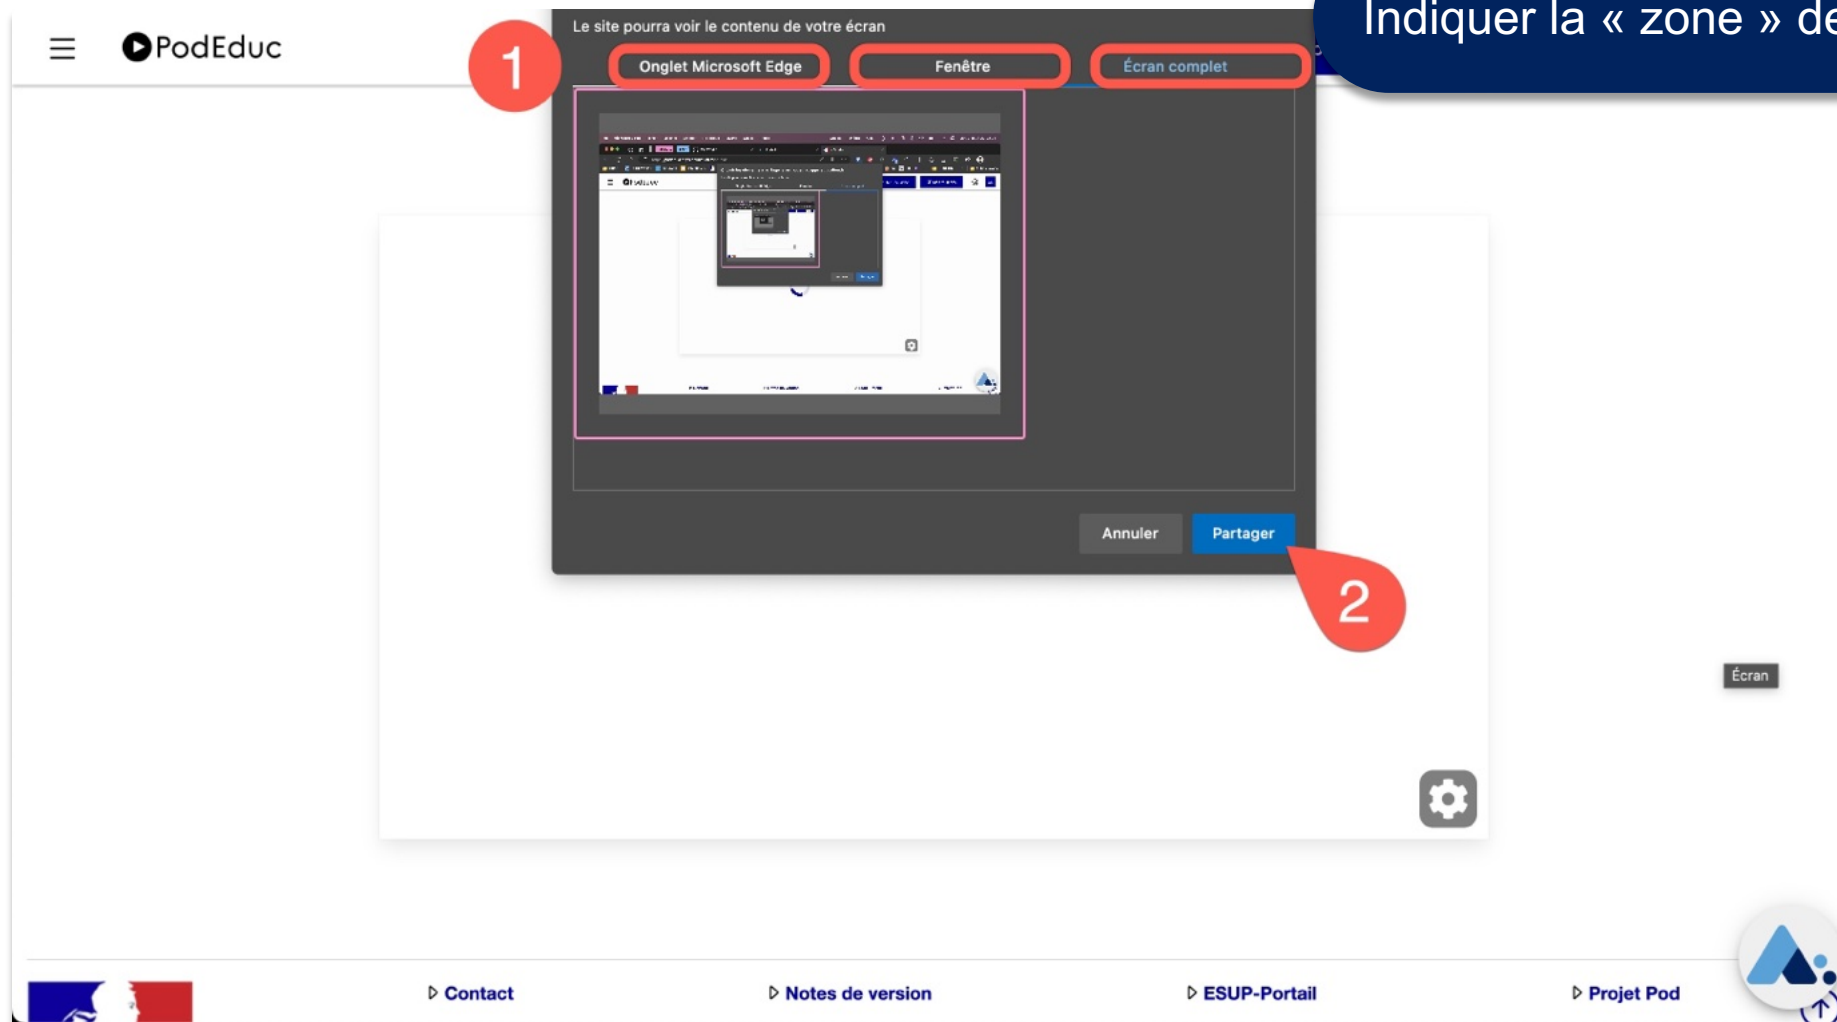 Indiquer la « zone » de
Le site pourra voir le contenu de votre écran
PodEduc
1
Onglet Microsoft Edge
Fenêtre
Écran complet
Annuler
Partager
2
Écran
Contact
Notes de version
ESUP-Portail
Projet Pod